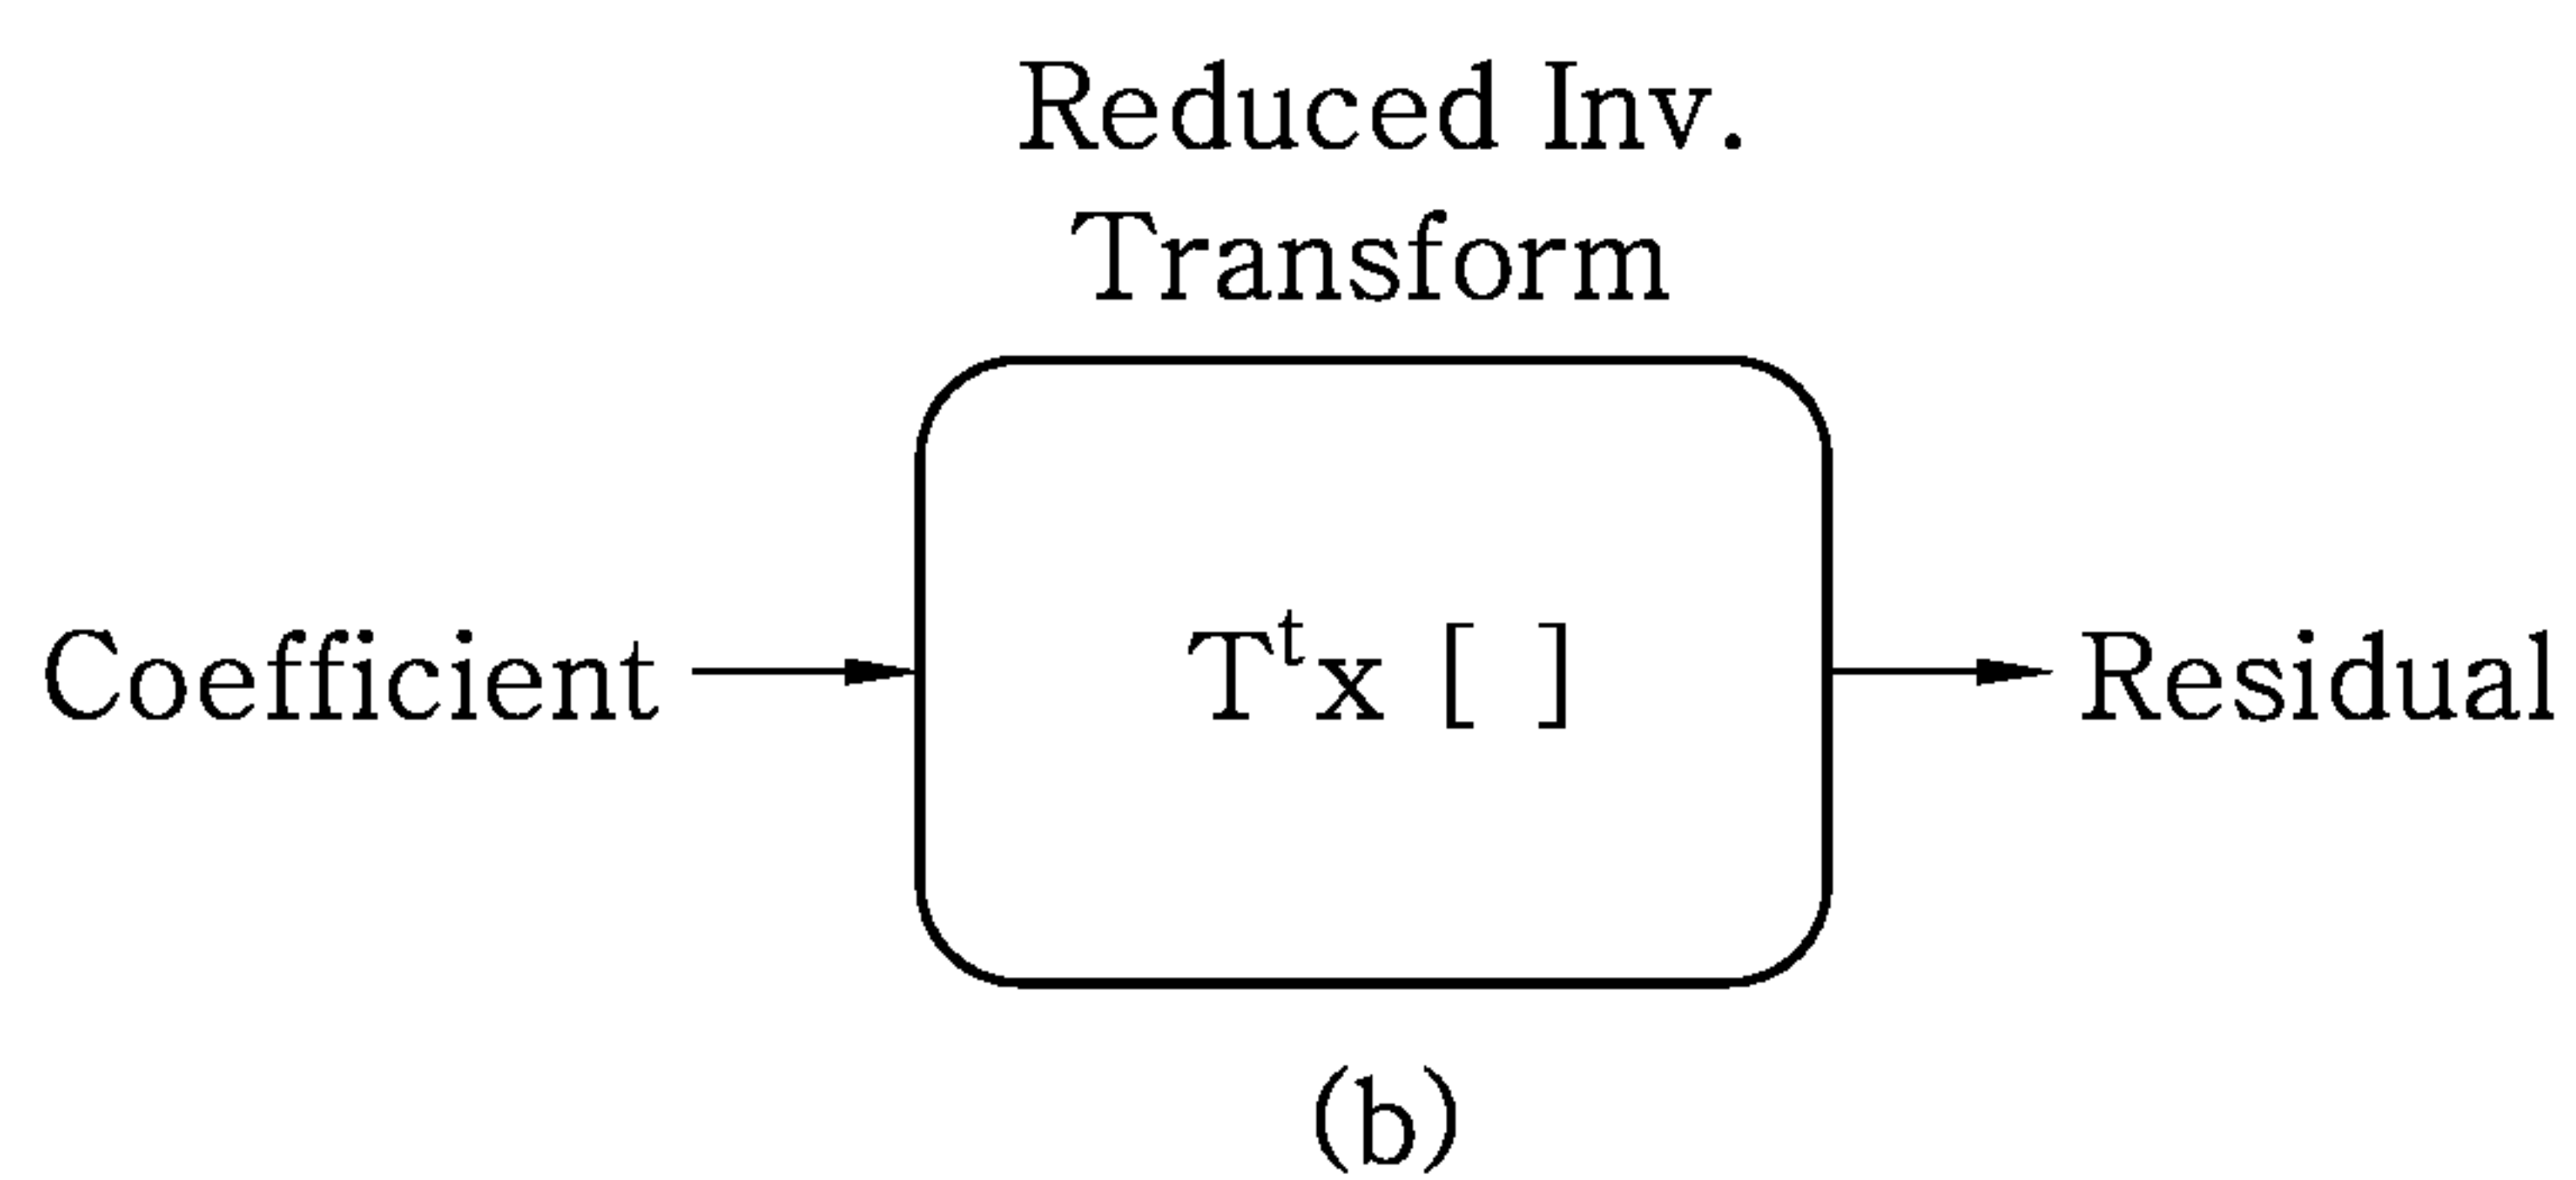 Reduced Inv.
Transform
Coefficient
Tᵗx [ ]
Residual
(b)